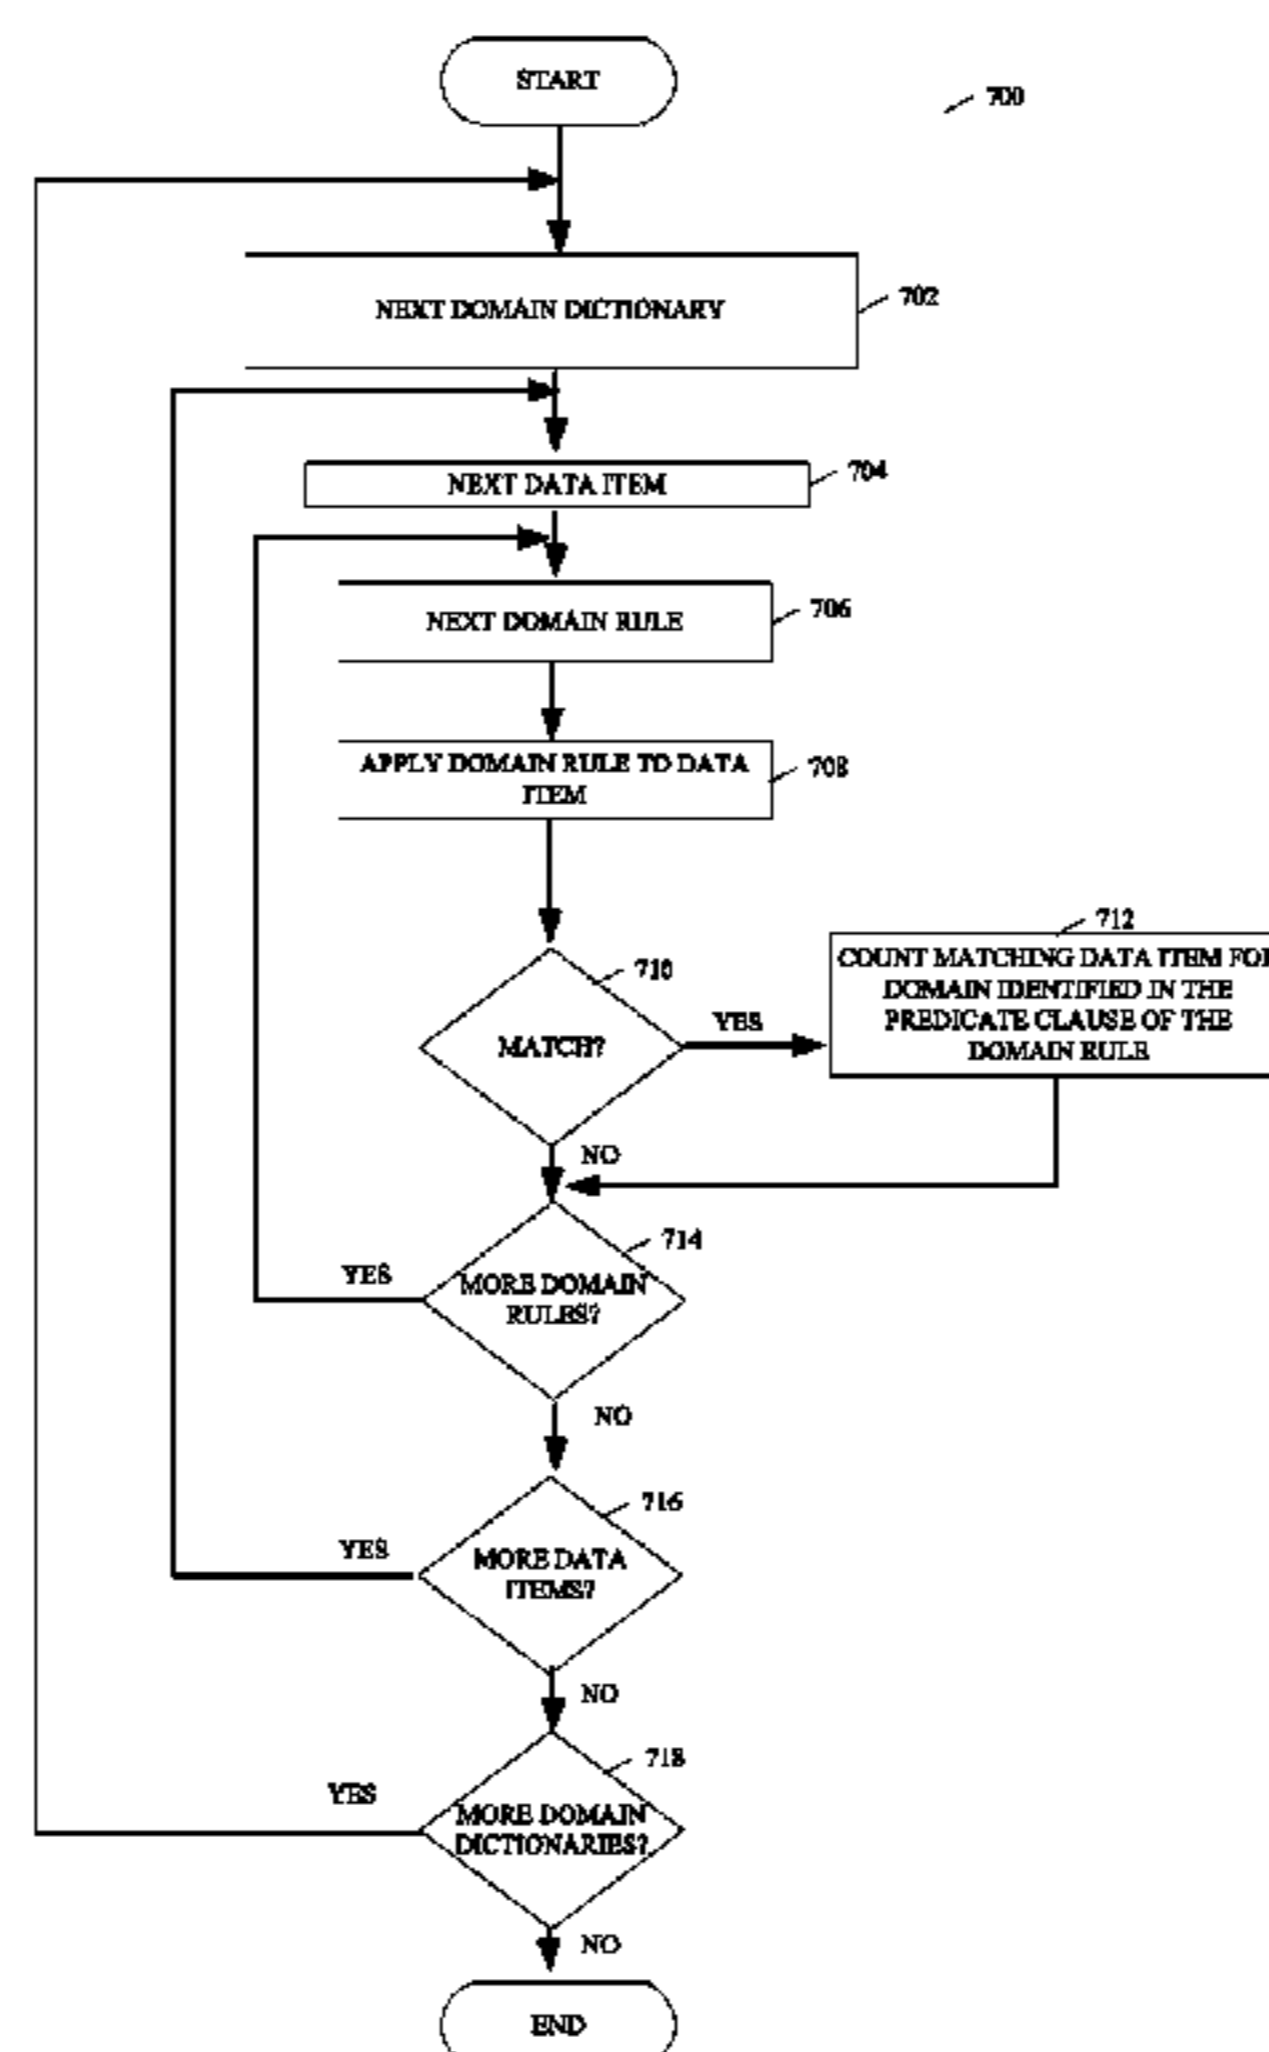 START
700
NEXT DOMAIN DICTIONARY
702
NEXT DATA ITEM
704
NEXT DOMAIN RULE
706
APPLY DOMAIN RULE TO DATA
ITEM
708
710
MATCH?
YES
712
COUNT MATCHING DATA ITEM FOR
DOMAIN IDENTIFIED IN THE
PREDICATE CLAUSE OF THE
DOMAIN RULE
NO
714
YES
MORE DOMAIN
RULES?
NO
716
YES
MORE DATA
ITEMS?
NO
718
YES
MORE DOMAIN
DICTIONARIES?
NO
END